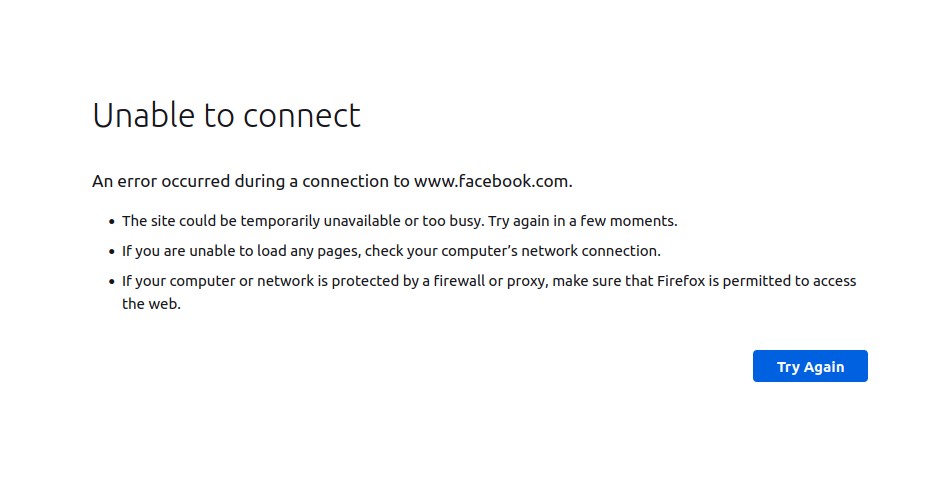 Unable to connect
An error occurred during a connection to www.facebook.com.
• The site could be temporarily unavailable or too busy. Try again in a few moments.
• If you are unable to load any pages, check your computer’s network connection.
• If your computer or network is protected by a firewall or proxy, make sure that Firefox is permitted to access
the web.
Try Again